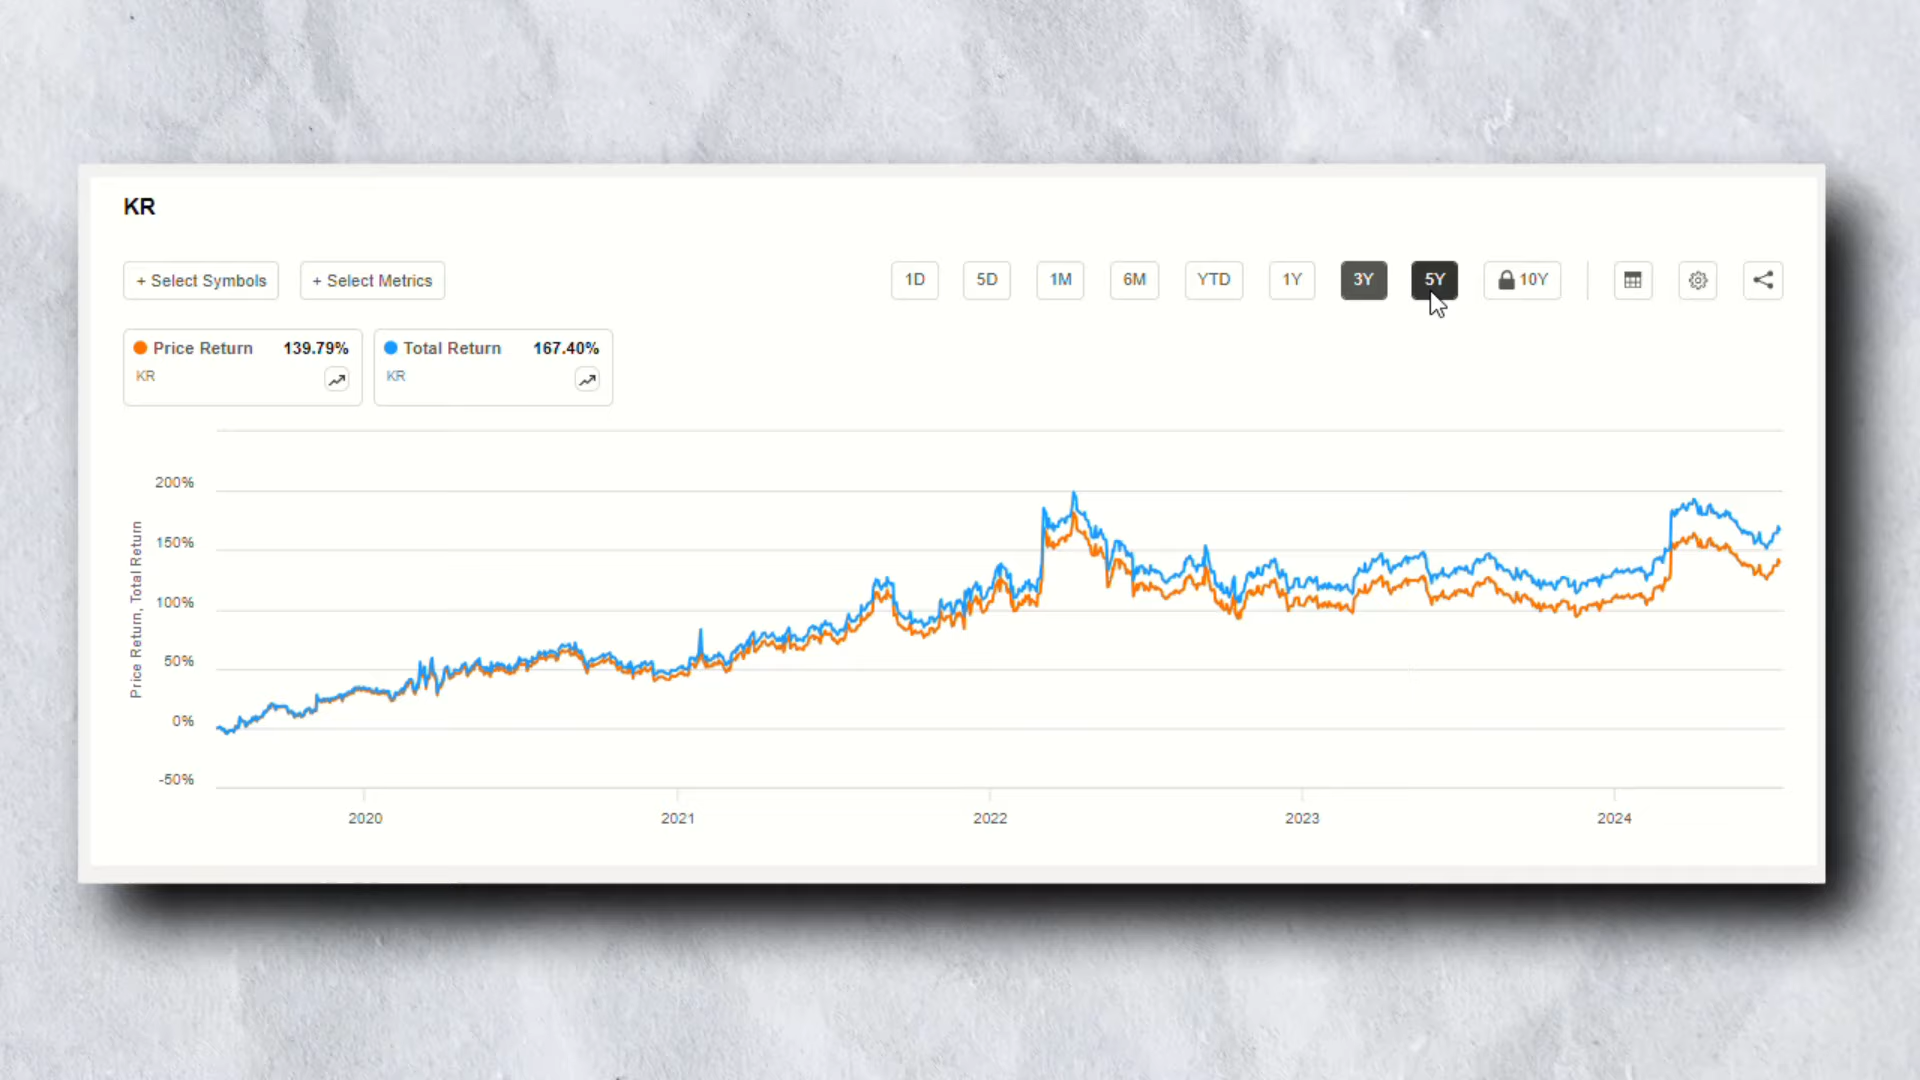 KR
+ Select Symbols + Select Metrics 1D 5D 1M 6M YTD 1Y 3Y 5Y 10Y
Price Return 139.79% Total Return 167.40%
KR KR
Price Return, Total Return
200%
150%
100%
50%
0%
-50%
2020 2021 2022 2023 2024